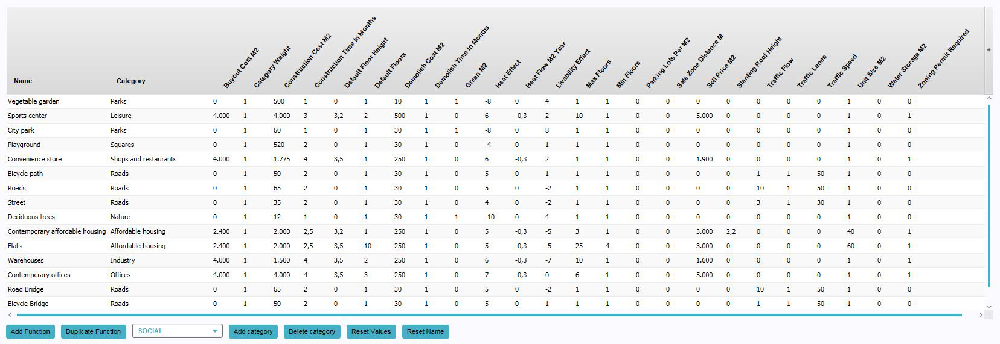 Name Category Buyout Cost M2 Category Weight Construction Cost M2 Construction Time In Months Default Floor Height Default Floors Demolish Cost M2 Demolish Time In Months Green M2 Heat Effect Heat Flow M2 Year Livability Effect Max Floors Min Floors Parking Lots Per M2 Safe Zone Distance M Sell Price M2 Slanting Roof Height Traffic Flow Traffic Lanes Traffic Speed Unit Size M2 Water Storage M2 Zoning Permit Required +
Vegetable garden Parks 0 1 500 1 0 1 10 1 1 -8 0 4 1 1 0 0 0 0 0 0 0 1 0 0
Sports center Leisure 4.000 1 4.000 3 3,2 2 500 1 0 6 -0,3 2 10 1 0 0 5.000 0 0 0 0 1 0 1
City park Parks 0 1 60 1 0 1 30 1 1 -8 0 8 1 1 0 0 0 0 0 0 0 1 0 0
Playground Squares 0 1 520 2 0 1 30 1 0 -4 0 1 1 1 0 0 0 0 0 0 0 1 0 0
Convenience store Shops and restaurants 4.000 1 1.775 4 3,5 1 250 1 0 6 -0,3 2 1 1 0 0 1.900 0 0 0 0 1 0 1
Bicycle path Roads 0 1 50 2 0 1 30 1 0 5 0 1 1 1 0 0 0 0 1 1 50 1 0 0
Roads Roads 0 1 65 2 0 1 30 1 0 5 0 -2 1 1 0 0 0 0 10 1 50 1 0 0
Street Roads 0 1 35 2 0 1 30 1 0 4 0 -2 1 1 0 0 0 0 3 1 30 1 0 0
Deciduous trees Nature 0 1 12 1 0 1 30 1 1 -10 0 4 1 1 0 0 0 0 0 0 0 1 0 0
Contemporary affordable housing Affordable housing 2.400 1 2.000 2,5 3,2 1 250 1 0 5 -0,3 -5 3 1 0 0 3.000 2,2 0 0 0 40 0 1
Flats Affordable housing 2.400 1 2.000 2,5 3,5 10 250 1 0 5 -0,3 -5 25 4 0 0 3.000 0 0 0 0 60 0 1
Warehouses Industry 4.000 1 1.500 4 3,5 2 250 1 0 6 -0,3 -7 10 1 0 0 1.600 0 0 0 0 1 0 1
Contemporary offices Offices 4.000 1 4.000 4 3,5 3 250 1 0 7 -0,3 0 6 1 0 0 5.000 0 0 0 0 1 0 1
Road Bridge Roads 0 1 65 2 0 1 30 1 0 5 0 -2 1 1 0 0 0 0 10 1 50 1 0 0
Bicycle Bridge Roads 0 1 50 2 0 1 30 1 0 5 0 1 1 1 0 0 0 0 1 1 50 1 0 0
Add Function Duplicate Function SOCIAL Add category Delete category Reset Values Reset Name